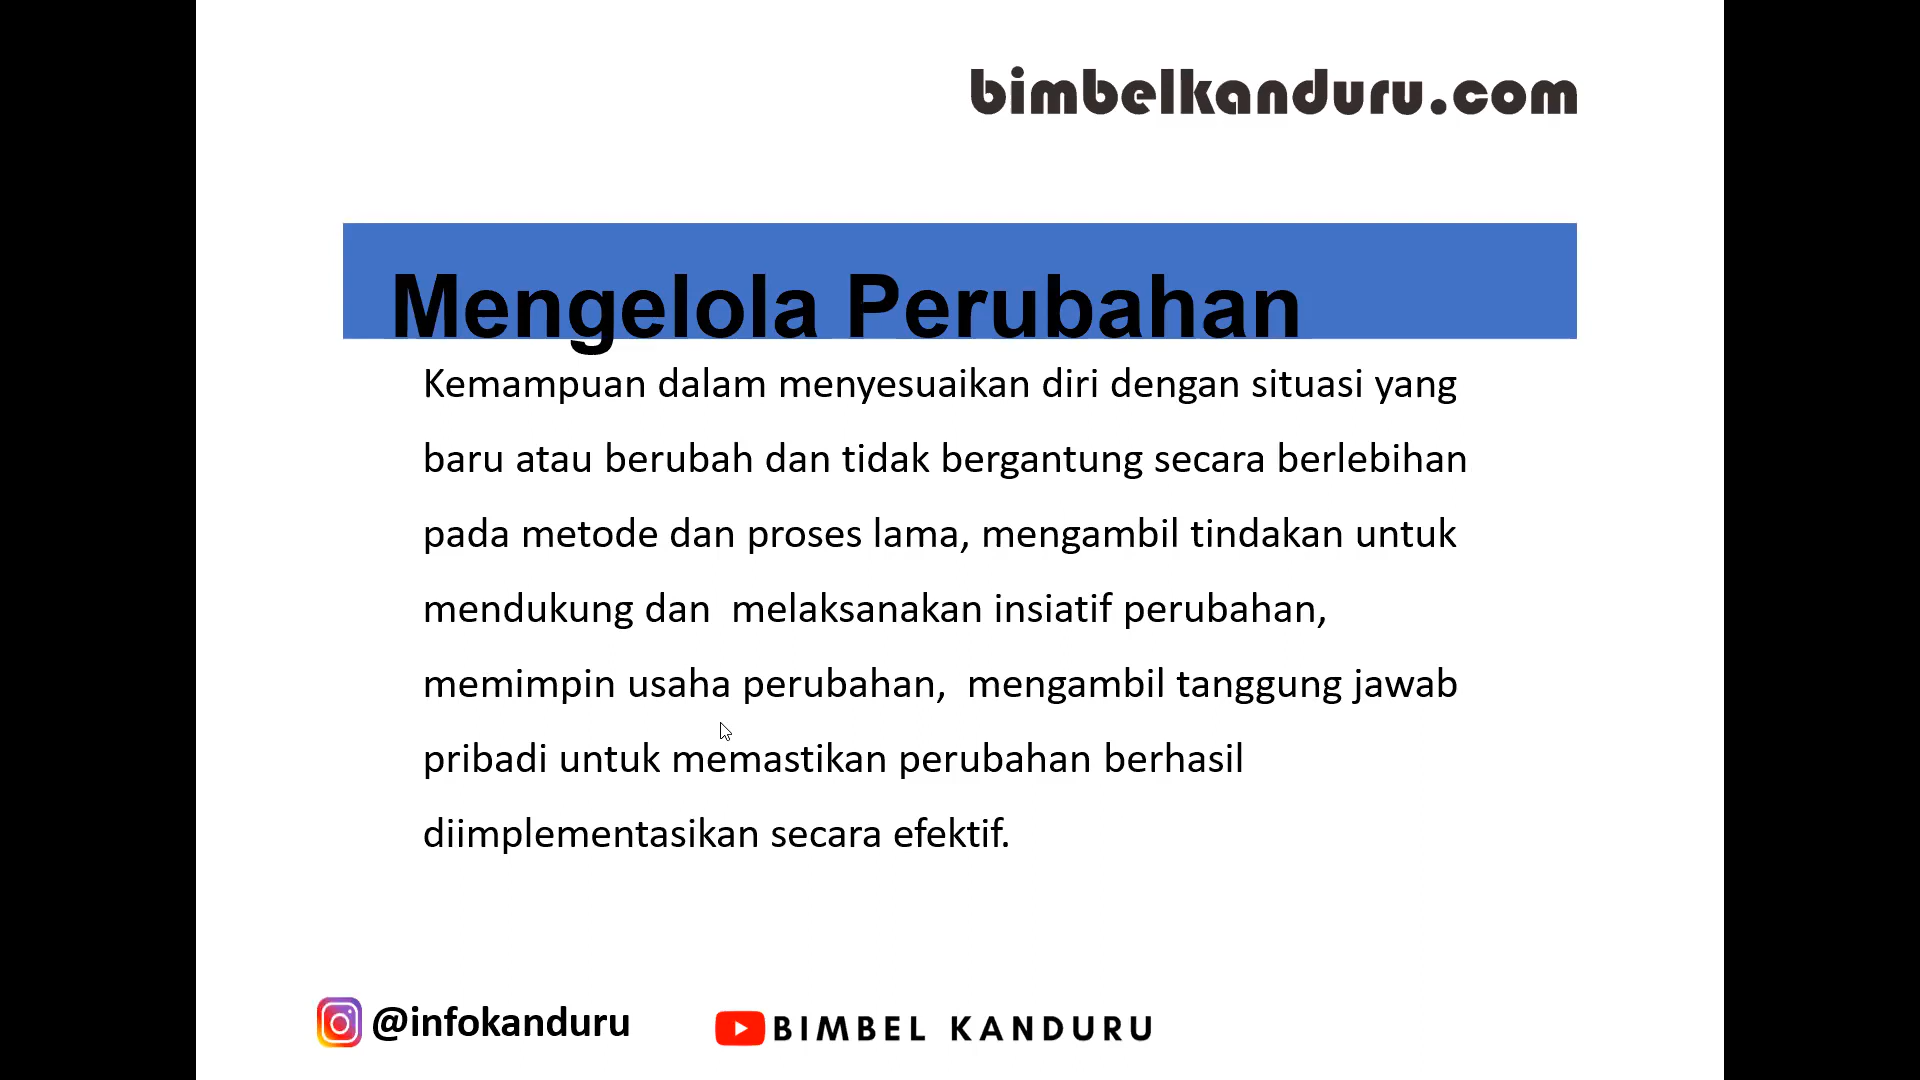 bimbelkanduru.com
Mengelola Perubahan
Kemampuan dalam menyesuaikan diri dengan situasi yang
baru atau berubah dan tidak bergantung secara berlebihan
pada metode dan proses lama, mengambil tindakan untuk
mendukung dan  melaksanakan insiatif perubahan,
memimpin usaha perubahan,  mengambil tanggung jawab
pribadi untuk memastikan perubahan berhasil
diimplementasikan secara efektif.
@infokanduru
BIMBEL KANDURU